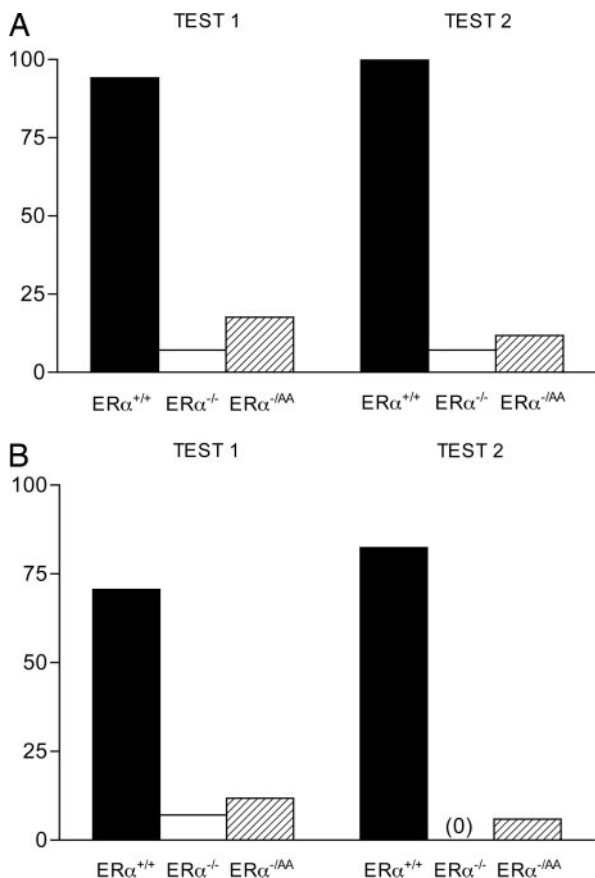 A
TEST 1 TEST 2
100
75
50
25
0
ERα+/+ ERα-/- ERα-/AA ERα+/+ ERα-/- ERα-/AA
B
TEST 1 TEST 2
100
75
50
25
0
(0)
ERα+/+ ERα-/- ERα-/AA ERα+/+ ERα-/- ERα-/AA